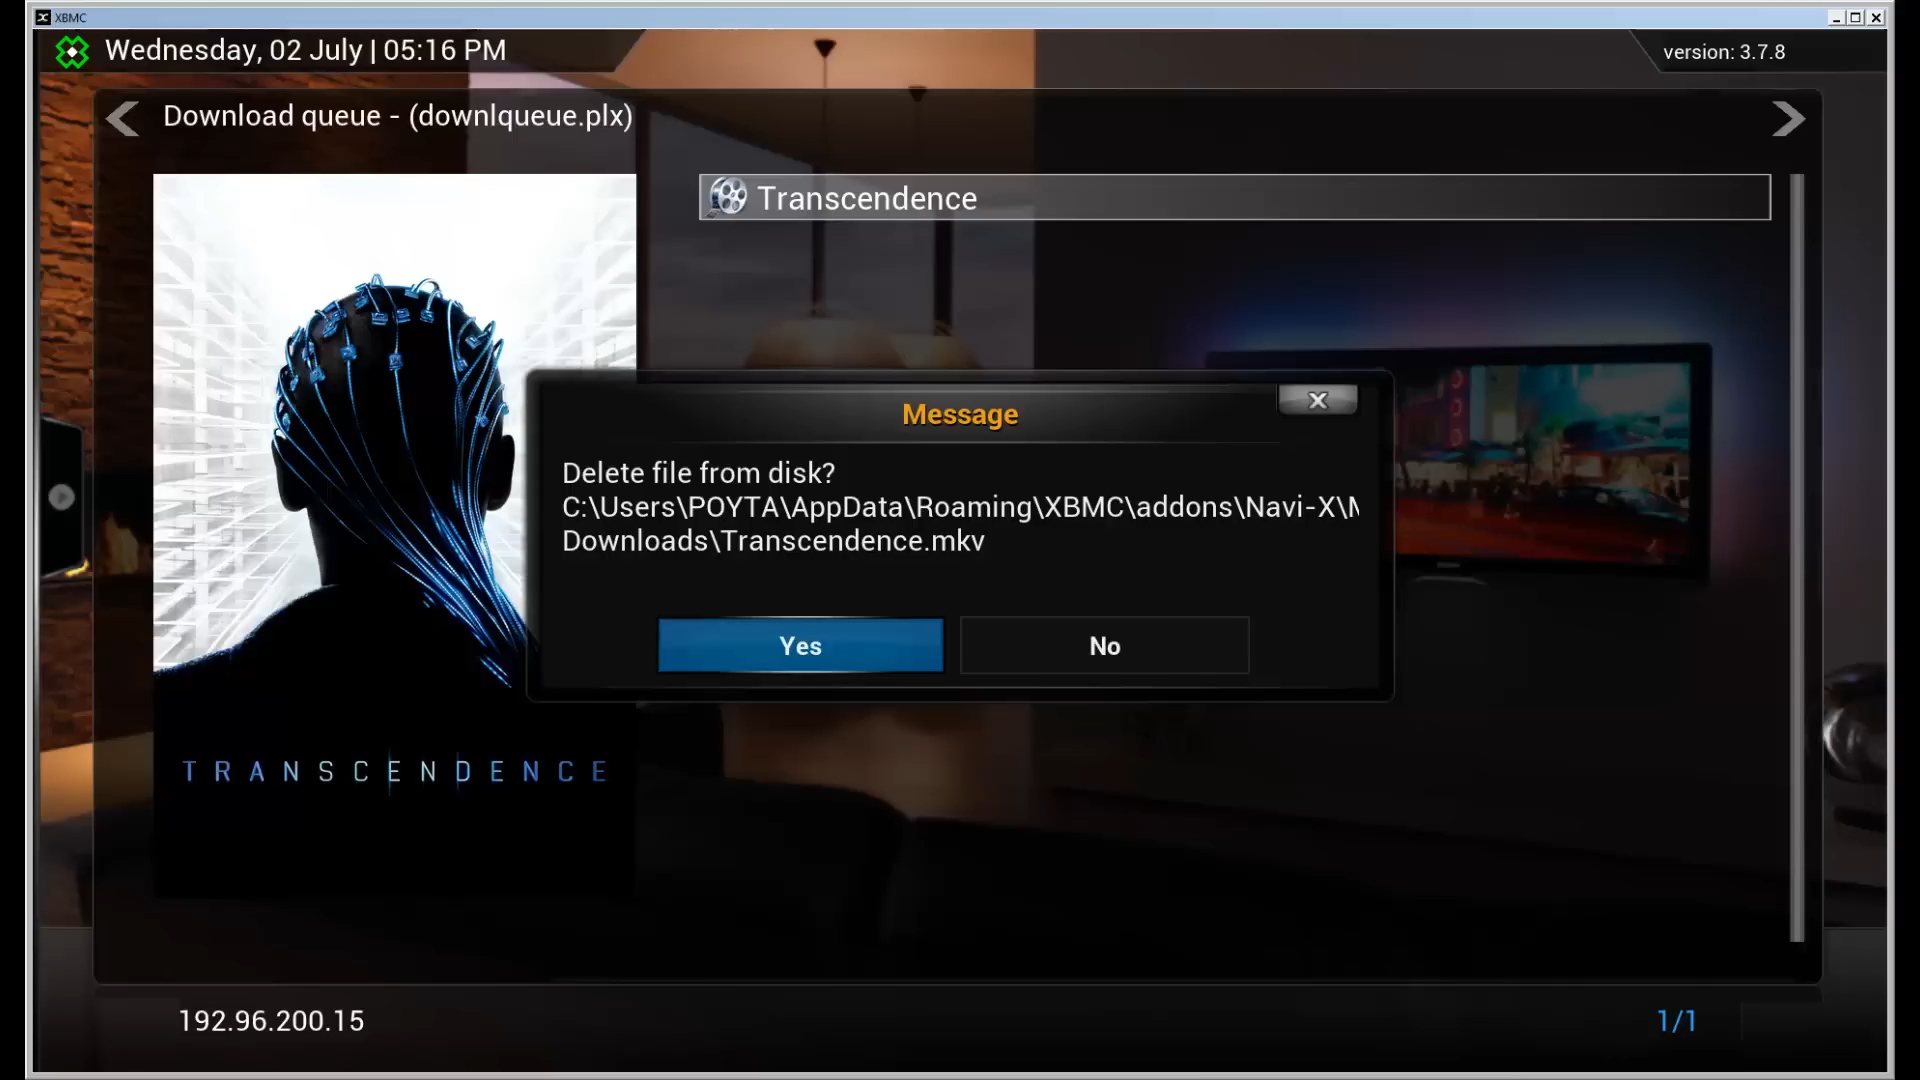 XBMC
Wednesday, 02 July | 05:16 PM
version: 3.7.8
Download queue - (downlqueue.plx)
Transcendence
Message
X
Delete file from disk?
C:\Users\POYTA\AppData\Roaming\XBMC\addons\Navi-X\M
Downloads\Transcendence.mkv
Yes
No
TRANSCENDENCE
192.96.200.15
1/1